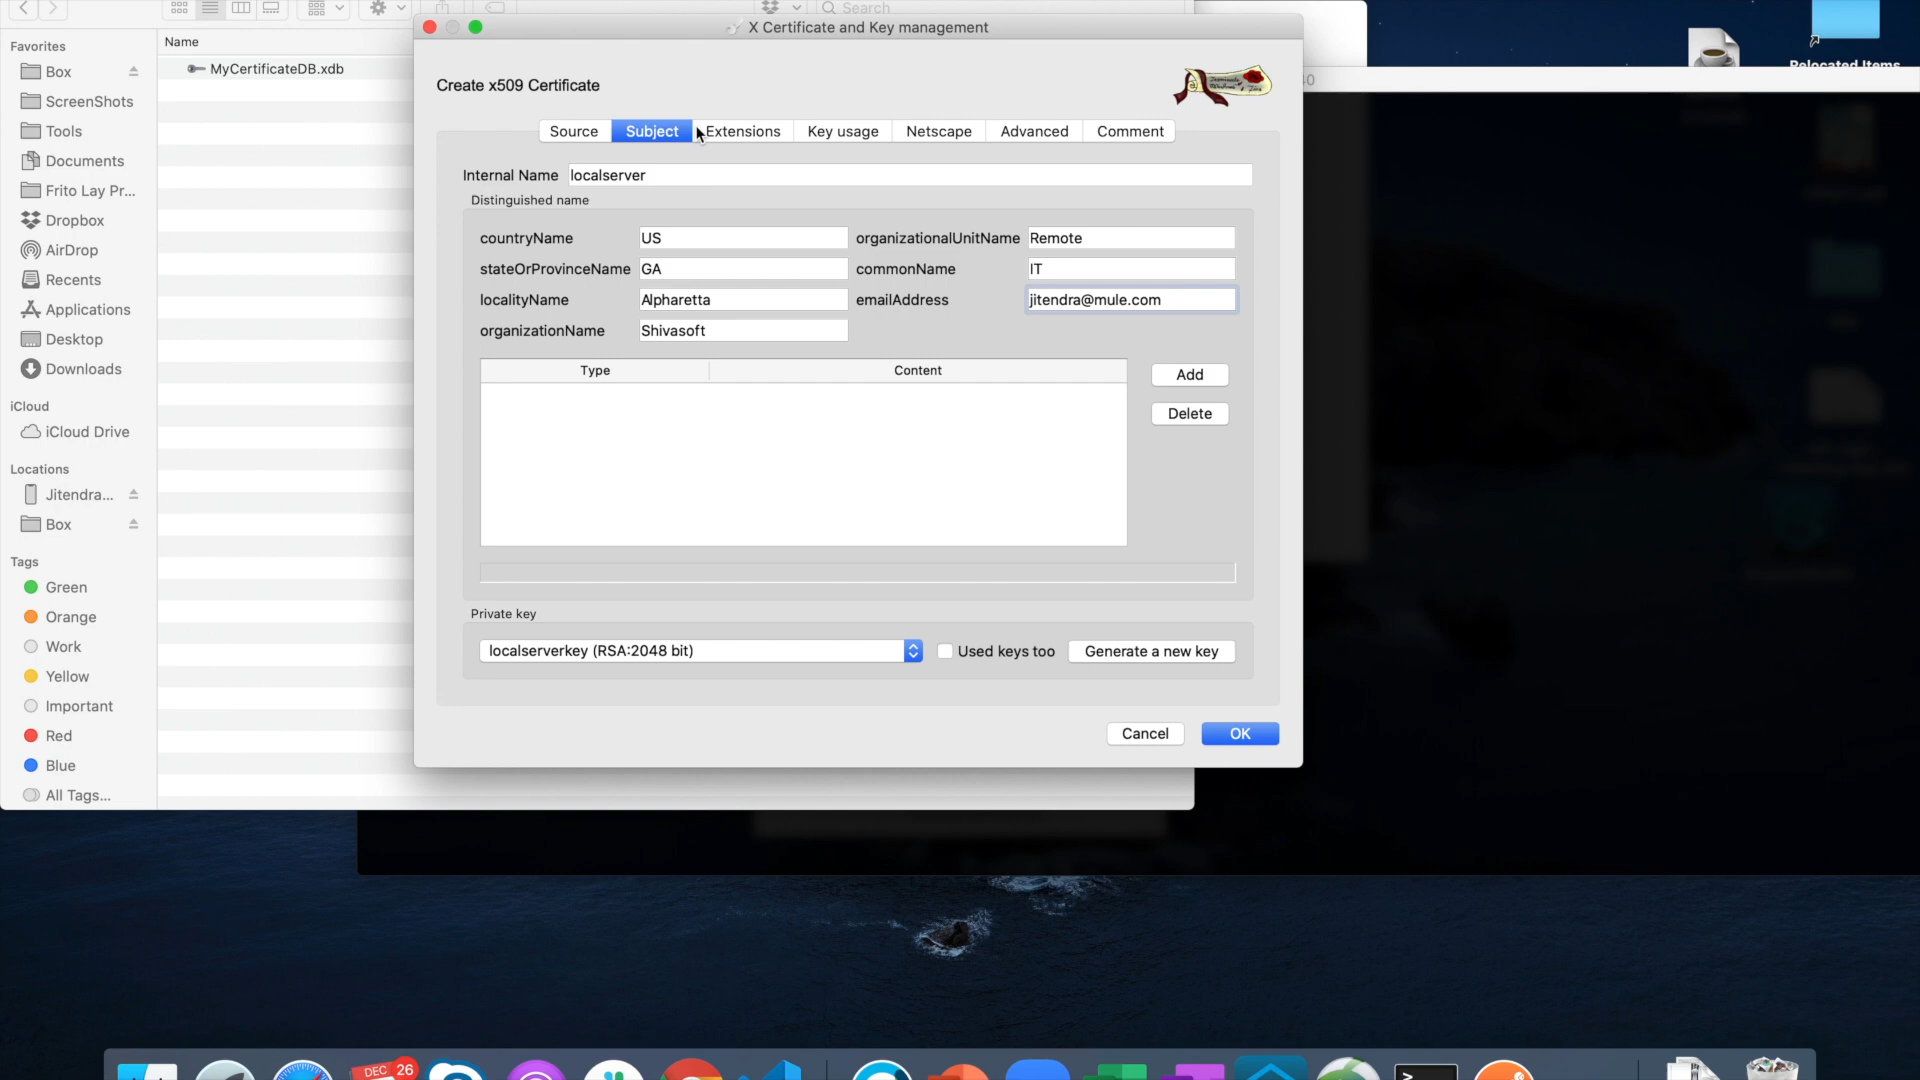 Search
X Certificate and Key management
Favorites
Name
Box
MyCertificateDB.xdb
ScreenShots
Tools
Documents
Frito Lay Pr...
Dropbox
AirDrop
Recents
Applications
Desktop
Downloads
iCloud
iCloud Drive
Locations
Jitendra...
Box
Tags
Green
Orange
Work
Yellow
Important
Red
Blue
All Tags...
Create x509 Certificate
Source
Subject
Extensions
Key usage
Netscape
Advanced
Comment
Internal Name localserver
Distinguished name
countryName US organizationalUnitName Remote
stateOrProvinceName GA commonName IT
localityName Alpharetta emailAddress jitendra@mule.com
organizationName Shivasoft
Type Content
Add
Delete
Private key
localserverkey (RSA:2048 bit) Used keys too Generate a new key
Cancel OK
Relocated Items
DEC 26